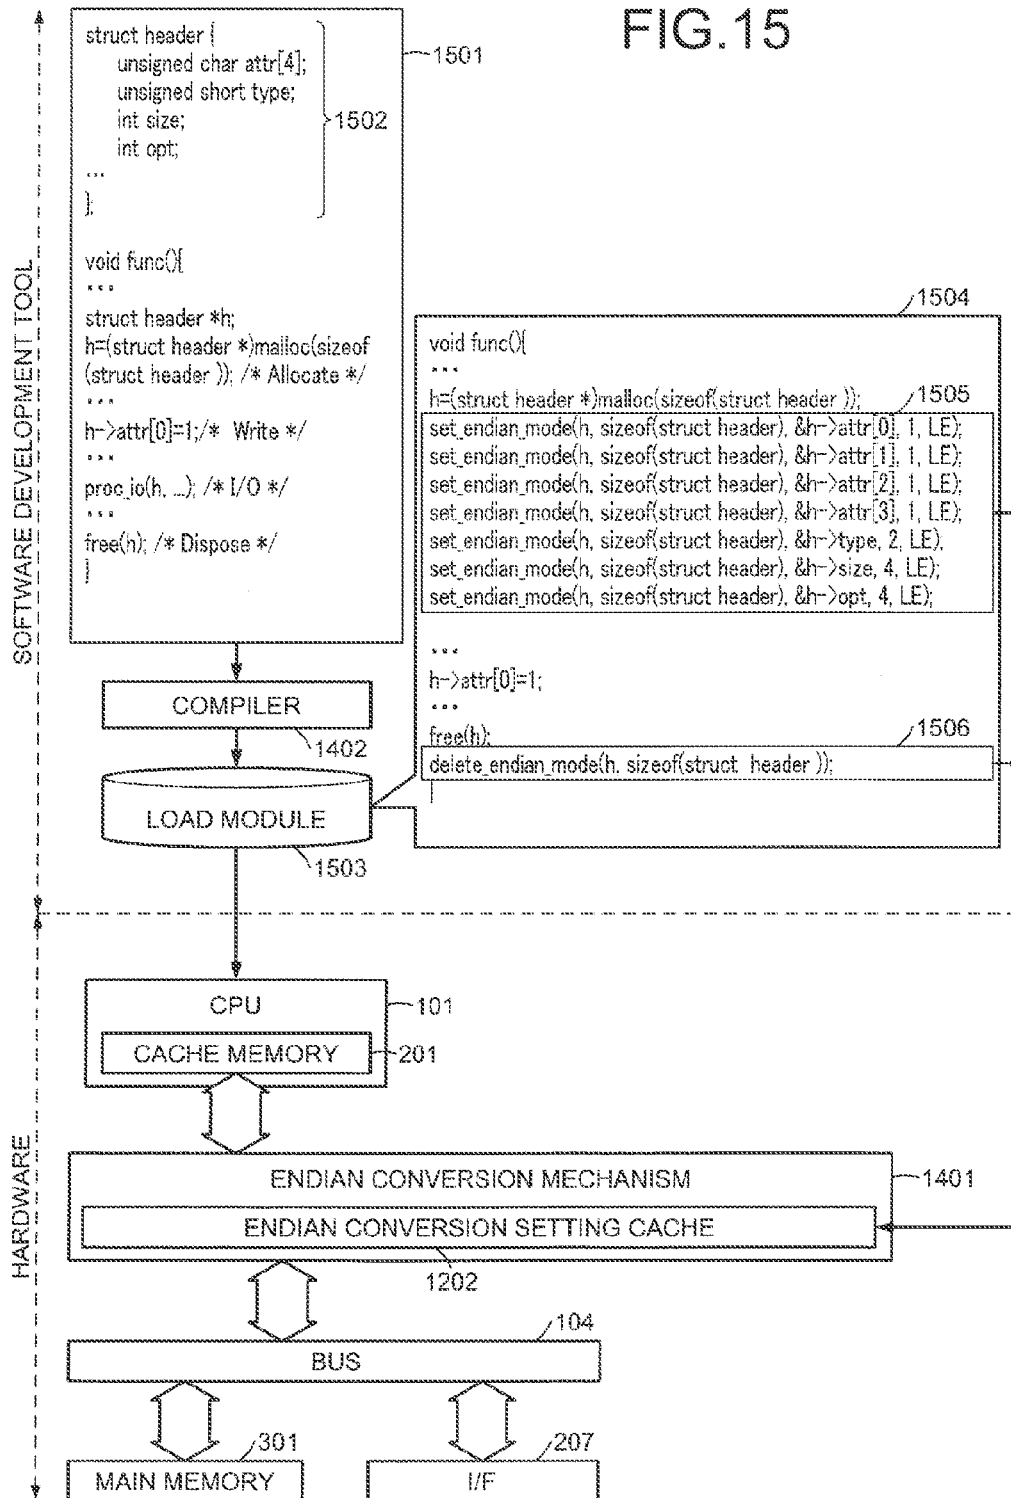 FIG.15
SOFTWARE DEVELOPMENT TOOL
struct header {
unsigned char attr[4];
unsigned short type;
int size;
int opt;
...
};
void func(){
...
struct header *h;
h=(struct header *)malloc(sizeof
(struct header )); /* Allocate */
...
h->attr[0]=1;/* Write */
...
proc_io(h, ...); /* I/O */
...
free(h); /* Dispose */
}
1501
1502
COMPILER
1402
LOAD MODULE
1503
1504
void func(){
...
h=(struct header *)malloc(sizeof(struct header ));
1505
set_endian_mode(h, sizeof(struct header), &h->attr[0], 1, LE);
set_endian_mode(h, sizeof(struct header), &h->attr[1], 1, LE);
set_endian_mode(h, sizeof(struct header), &h->attr[2], 1, LE);
set_endian_mode(h, sizeof(struct header), &h->attr[3], 1, LE);
set_endian_mode(h, sizeof(struct header), &h->type, 2, LE);
set_endian_mode(h, sizeof(struct header), &h->size, 4, LE);
set_endian_mode(h, sizeof(struct header), &h->opt, 4, LE);
...
h->attr[0]=1;
...
free(h);
1506
delete_endian_mode(h, sizeof(struct header ));
}
HARDWARE
CPU
101
CACHE MEMORY
201
ENDIAN CONVERSION MECHANISM
1401
ENDIAN CONVERSION SETTING CACHE
1202
104
BUS
301
MAIN MEMORY
207
I/F